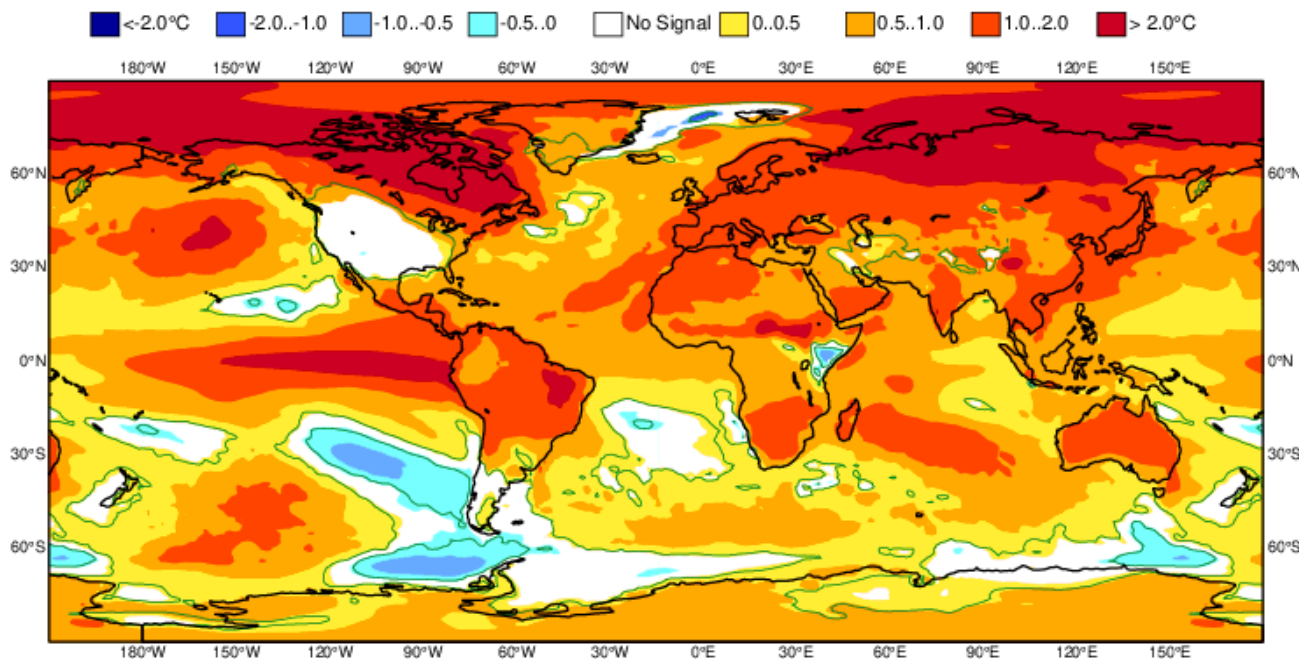 <-2.0°C -2.0..-1.0 -1.0..-0.5 -0.5..0 No Signal 0..0.5 0.5..1.0 1.0..2.0 > 2.0°C
180°W 150°W 120°W 90°W 60°W 30°W 0°E 30°E 60°E 90°E 120°E 150°E
60°N 60°N
30°N 30°N
0°N 0°N
30°S 30°S
60°S 60°S
180°W 150°W 120°W 90°W 60°W 30°W 0°E 30°E 60°E 90°E 120°E 150°E